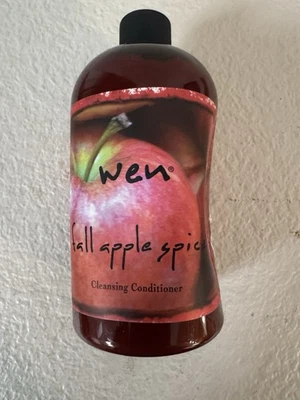 wen®
fall apple spic
Cleansing Conditioner